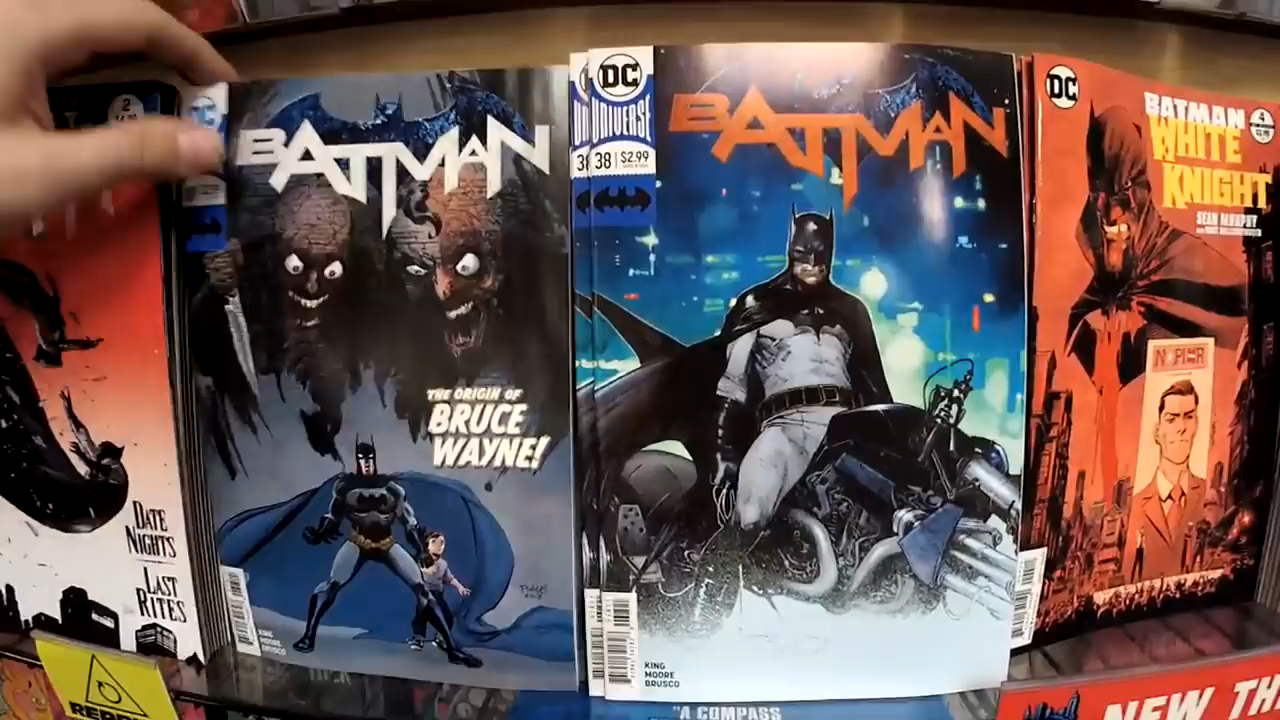 2
DATE
NIGHTS
LAST
RITES
BATMAN
THE ORIGIN OF
BRUCE
WAYNE!
KING
MOORE
BRUSCO
DC
UNIVERSE
38
38 | $2.99
BATMAN
KING
MOORE
BRUSCO
DC
BATMAN
WHITE
KNIGHT
SEAN MURPHY
4
NAPIER
"A COMPASS
NEW TH